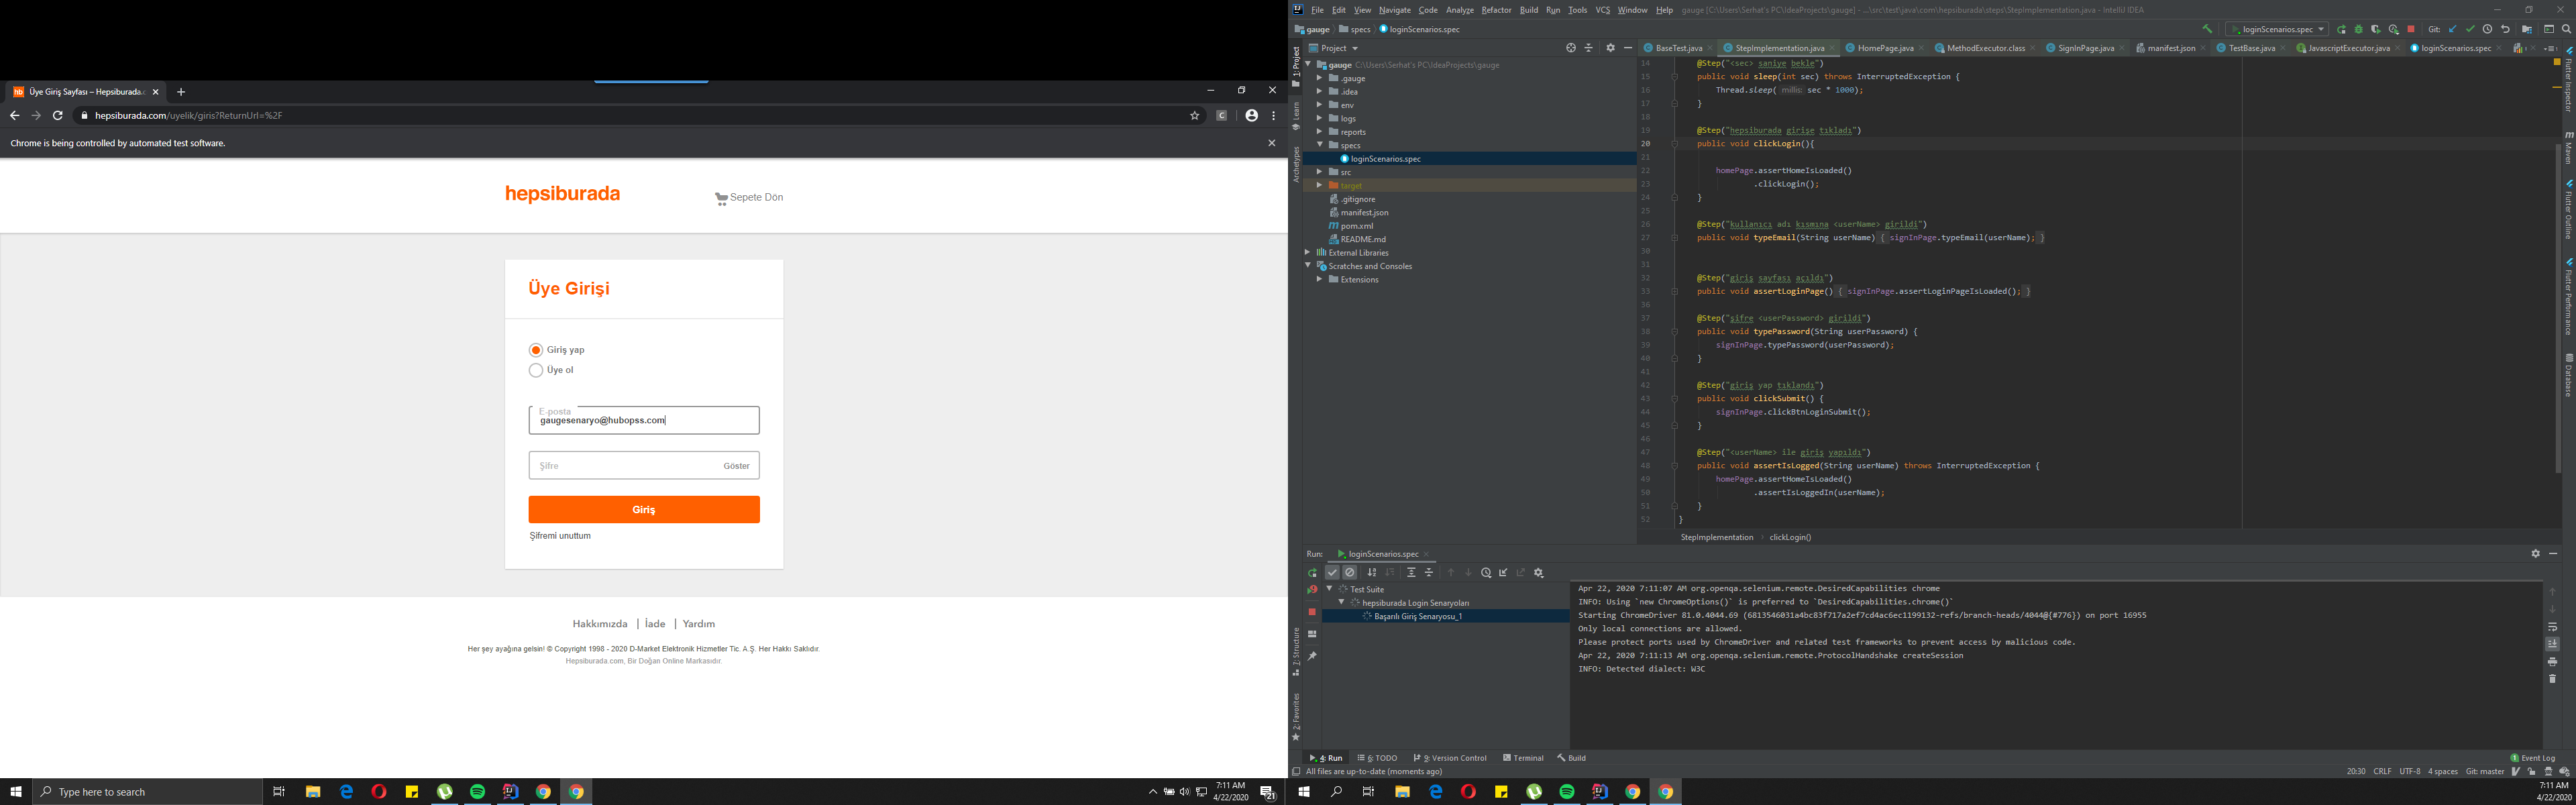 Üye Giriş Sayfası – Hepsiburada.c
hepsiburada.com/uyelik/giris?ReturnUrl=%2F
Chrome is being controlled by automated test software.
hepsiburada
Sepete Dön
Üye Girişi
Giriş yap
Üye ol
E-posta
gaugesenaryo@hubopss.com
Şifre Göster
Giriş
Şifremi unuttum
Hakkımızda | İade | Yardım
Her şey ayağına gelsin! © Copyright 1998 - 2020 D-Market Elektronik Hizmetler Tic. A.Ş. Her Hakkı Saklıdır.
Hepsiburada.com, Bir Doğan Online Markasıdır.
Type here to search
7:11 AM
4/22/2020
21
File Edit View Navigate Code Analyze Refactor Build Run Tools VCS Window Help gauge [C:\Users\Serhat's PC\IdeaProjects\gauge] - ...\src\test\java\com\hepsiburada\steps\StepImplementation.java - IntelliJ IDEA
gauge specs loginScenarios.spec
loginScenarios.spec Git:
Project
BaseTest.java StepImplementation.java HomePage.java MethodExecutor.class SignInPage.java manifest.json TestBase.java JavascriptExecutor.java loginScenarios.spec
1: Project
Learn
Archetypes
7: Structure
2: Favorites
gauge C:\Users\Serhat's PC\IdeaProjects\gauge
.gauge
.idea
env
logs
reports
specs
loginScenarios.spec
src
target
.gitignore
manifest.json
pom.xml
README.md
External Libraries
Scratches and Consoles
Extensions
14 @Step("<sec> saniye bekle")
15 public void sleep(int sec) throws InterruptedException {
16 Thread.sleep( millis: sec * 1000);
17 }
18
19 @Step("hepsiburada girişe tıkladı")
20 public void clickLogin(){
21
22 homePage.assertHomeIsLoaded()
23 .clickLogin();
24 }
25
26 @Step("kullanıcı adı kısmına <userName> girildi")
27 public void typeEmail(String userName) { signInPage.typeEmail(userName); }
30
31
32 @Step("giriş sayfası açıldı")
33 public void assertLoginPage() { signInPage.assertLoginPageIsLoaded(); }
36
37 @Step("şifre <userPassword> girildi")
38 public void typePassword(String userPassword) {
39 signInPage.typePassword(userPassword);
40 }
41
42 @Step("giriş yap tıklandı")
43 public void clickSubmit() {
44 signInPage.clickBtnLoginSubmit();
45 }
46
47 @Step("<userName> ile giriş yapıldı")
48 public void assertIsLogged(String userName) throws InterruptedException {
49 homePage.assertHomeIsLoaded()
50 .assertIsLoggedIn(userName);
51 }
52 }
StepImplementation clickLogin()
Flutter Inspector
Maven
Flutter Outline
Flutter Performance
Database
Run: loginScenarios.spec
Test Suite
hepsiburada Login Senaryoları
Başarılı Giriş Senaryosu_1
Apr 22, 2020 7:11:07 AM org.openqa.selenium.remote.DesiredCapabilities chrome
INFO: Using `new ChromeOptions()` is preferred to `DesiredCapabilities.chrome()`
Starting ChromeDriver 81.0.4044.69 (6813546031a4bc83f717a2ef7cd4ac6ec1199132-refs/branch-heads/4044@{#776}) on port 16955
Only local connections are allowed.
Please protect ports used by ChromeDriver and related test frameworks to prevent access by malicious code.
Apr 22, 2020 7:11:13 AM org.openqa.selenium.remote.ProtocolHandshake createSession
INFO: Detected dialect: W3C
4: Run 6: TODO 9: Version Control Terminal Build 1 Event Log
All files are up-to-date (moments ago) 20:30 CRLF UTF-8 4 spaces Git: master
7:11 AM
4/22/2020